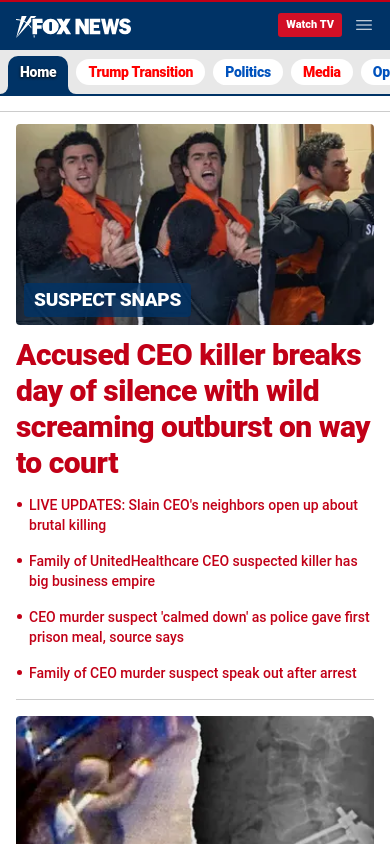 FOX NEWS
Watch TV
Home
Trump Transition
Politics
Media
Op
SUSPECT SNAPS
Accused CEO killer breaks
day of silence with wild
screaming outburst on way
to court
• LIVE UPDATES: Slain CEO's neighbors open up about
brutal killing
• Family of UnitedHealthcare CEO suspected killer has
big business empire
• CEO murder suspect 'calmed down' as police gave first
prison meal, source says
• Family of CEO murder suspect speak out after arrest